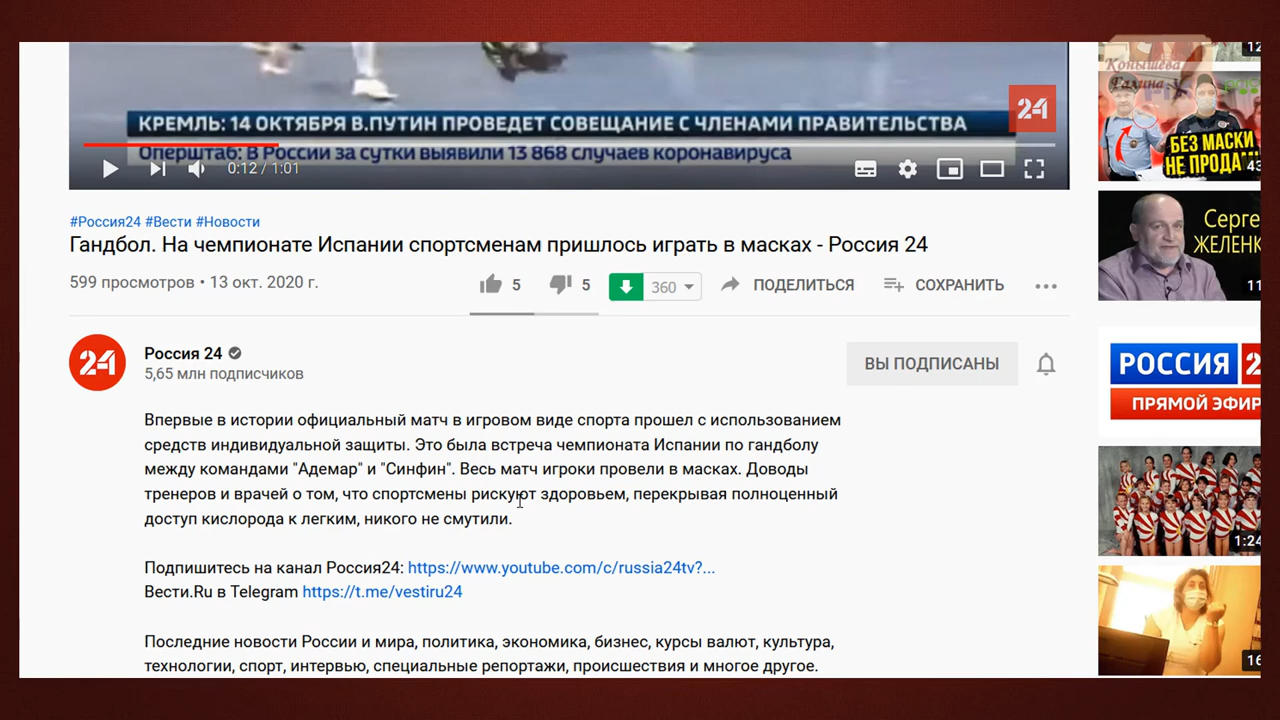 12
Копышева
Галина
24
КРЕМЛЬ: 14 ОКТЯБРЯ В.ПУТИН ПРОВЕДЕТ СОВЕЩАНИЕ С ЧЛЕНАМИ ПРАВИТЕЛЬСТВА
Оперштаб: В России за сутки выявили 13 868 случаев коронавируса
0:12 / 1:01
БЕЗ МАСКИ
НЕ ПРОДА
43
#Россия24 #Вести #Новости
Гандбол. На чемпионате Испании спортсменам пришлось играть в масках - Россия 24
599 просмотров • 13 окт. 2020 г.
5
5
360
ПОДЕЛИТЬСЯ
СОХРАНИТЬ
Серге
ЖЕЛЕНК
11
24
Россия 24
5,65 млн подписчиков
ВЫ ПОДПИСАНЫ
РОССИЯ 2
ПРЯМОЙ ЭФИР
Впервые в истории официальный матч в игровом виде спорта прошел с использованием
средств индивидуальной защиты. Это была встреча чемпионата Испании по гандболу
между командами "Адемар" и "Синфин". Весь матч игроки провели в масках. Доводы
тренеров и врачей о том, что спортсмены рискуют здоровьем, перекрывая полноценный
доступ кислорода к легким, никого не смутили.
1:24
Подпишитесь на канал Россия24: https://www.youtube.com/c/russia24tv?...
Вести.Ru в Telegram https://t.me/vestiru24
Последние новости России и мира, политика, экономика, бизнес, курсы валют, культура,
технологии, спорт, интервью, специальные репортажи, происшествия и многое другое.
16